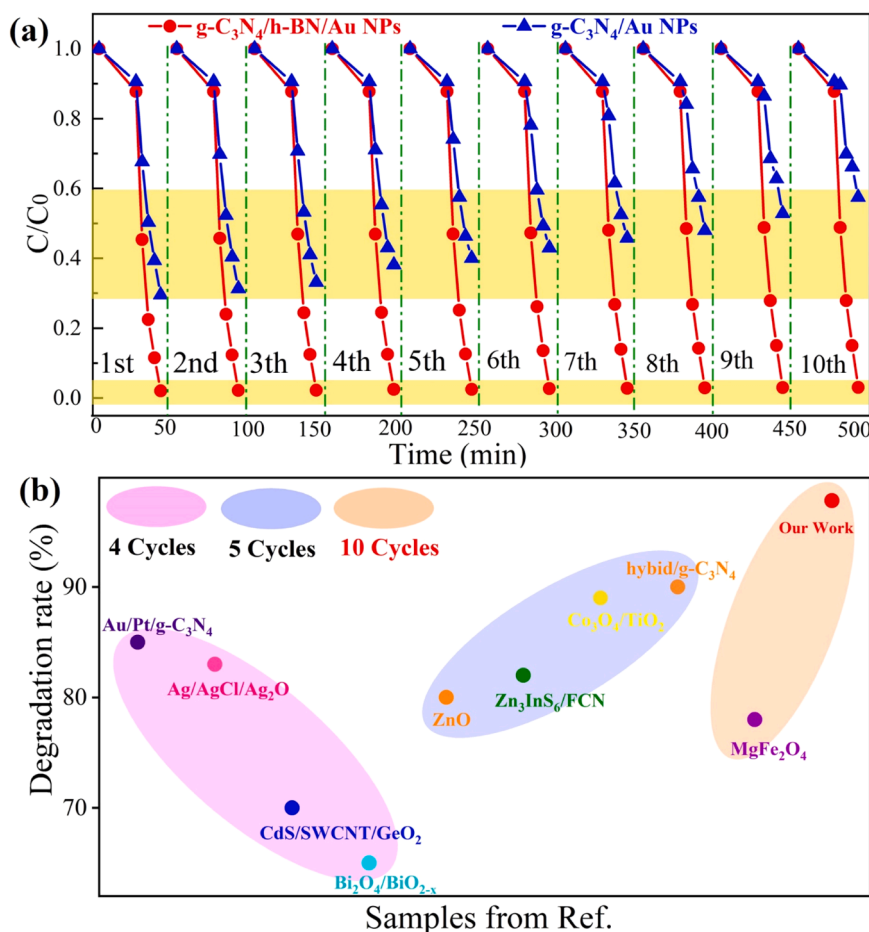 (a)
g-C₃N₄/h-BN/Au NPs
g-C₃N₄/Au NPs
1.0
0.8
0.6
0.4
0.2
0.0
C/C₀
1st
2nd
3th
4th
5th
6th
7th
8th
9th
10th
0 50 100 150 200 250 300 350 400 450 500
Time (min)
(b)
4 Cycles
5 Cycles
10 Cycles
Degradation rate (%)
90
80
70
Our Work
hybid/g-C₃N₄
Au/Pt/g-C₃N₄
Co₃O₄/TiO₂
Ag/AgCl/Ag₂O
Zn₃InS₆/FCN
ZnO
MgFe₂O₄
CdS/SWCNT/GeO₂
Bi₂O₄/BiO₂₋ₓ
Samples from Ref.